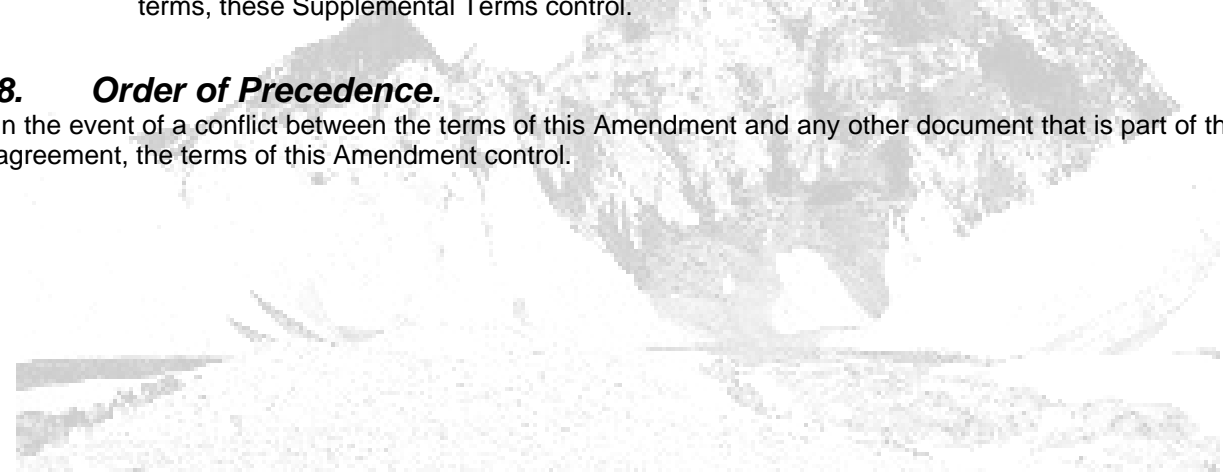 terms, these Supplemental Terms control.
8. Order of Precedence.
n the event of a conflict between the terms of this Amendment and any other document that is part of th
agreement, the terms of this Amendment control.